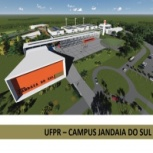 UFPR – CAMPUS JANDAIA DO SUL